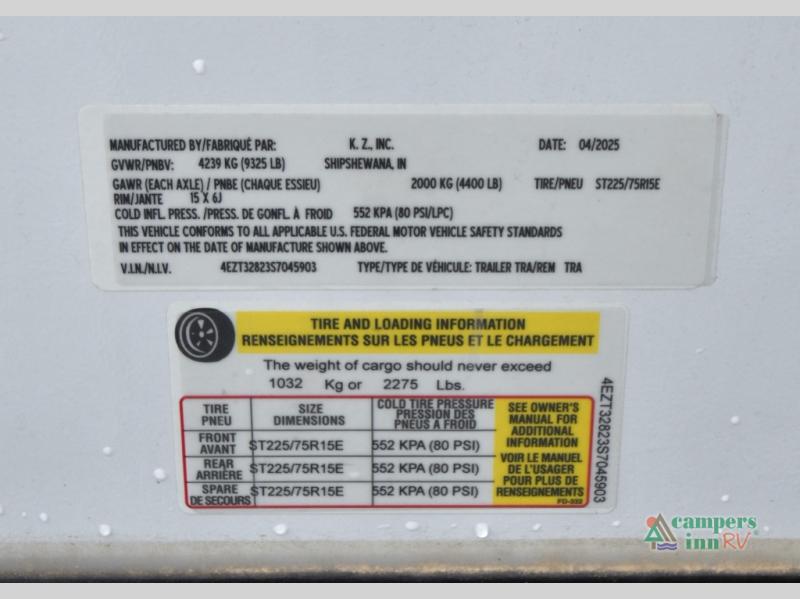 MANUFACTURED BY/FABRIQUÉ PAR: K. Z., INC. DATE: 04/2025
GVWR/PNBV: 4239 KG (9325 LB) SHIPSHEWANA, IN
GAWR (EACH AXLE) / PNBE (CHAQUE ESSIEU) 2000 KG (4400 LB) TIRE/PNEU ST225/75R15E
RIM/JANTE 15 X 6J
COLD INFL. PRESS. /PRESS. DE GONFL. À FROID 552 KPA (80 PSI/LPC)
THIS VEHICLE CONFORMS TO ALL APPLICABLE U.S. FEDERAL MOTOR VEHICLE SAFETY STANDARDS
IN EFFECT ON THE DATE OF MANUFACTURE SHOWN ABOVE.
V.I.N./N.I.V. 4EZT32823S7045903 TYPE/TYPE DE VÉHICULE: TRAILER TRA/REM TRA
TIRE AND LOADING INFORMATION
RENSEIGNEMENTS SUR LES PNEUS ET LE CHARGEMENT
The weight of cargo should never exceed
1032 Kg or 2275 Lbs.
TIRE
PNEU
SIZE
DIMENSIONS
COLD TIRE PRESSURE
PRESSION DES
PNEUS A FROID
FRONT
AVANT
ST225/75R15E
552 KPA (80 PSI)
REAR
ARRIÈRE
ST225/75R15E
552 KPA (80 PSI)
SPARE
DE SECOURS
ST225/75R15E
552 KPA (80 PSI)
SEE OWNER'S
MANUAL FOR
ADDITIONAL
INFORMATION
VOIR LE MANUEL
DE L'USAGER
POUR PLUS DE
RENSEIGNEMENTS
FD-332
4EZT32823S7045903
campers
inn RV